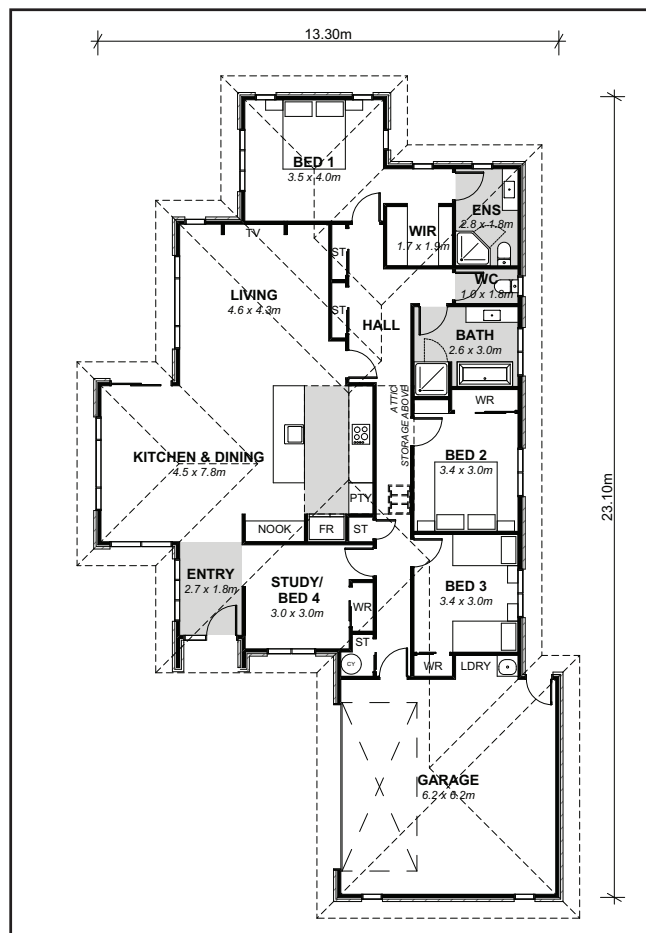 13.30m
BED 1
3.5 x 4.0m
ENS
2.8 x 1.8m
WIR
1.7 x 1.9m
TV
ST
WC
1.0 x 1.8m
LIVING
4.6 x 4.3m
ST
HALL
BATH
2.6 x 3.0m
WR
ATTIC
STORAGE ABOVE
KITCHEN & DINING
4.5 x 7.8m
BED 2
3.4 x 3.0m
PTY
23.10m
NOOK
FR
ST
ENTRY
2.7 x 1.8m
STUDY/
BED 4
3.0 x 3.0m
BED 3
3.4 x 3.0m
WR
ST
CY
WR
LDRY
GARAGE
6.2 x 6.2m